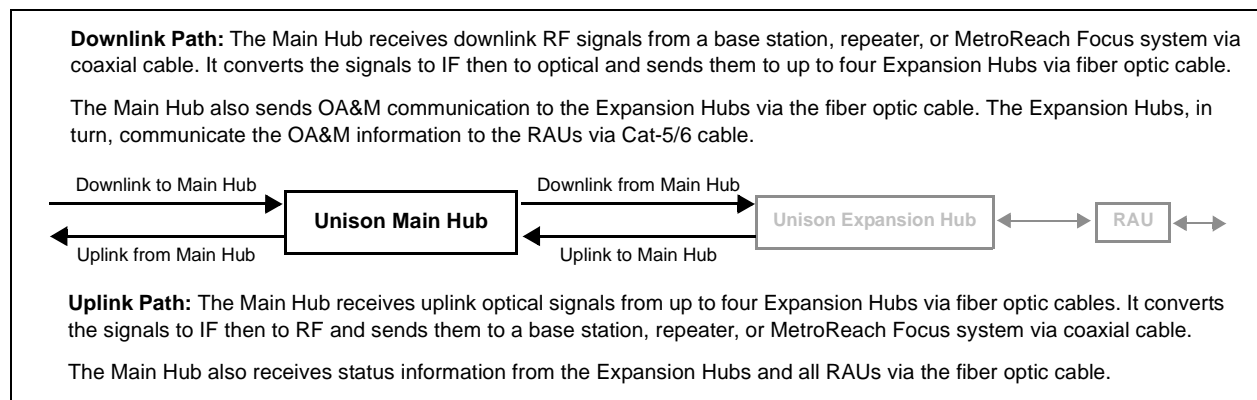 Downlink Path: The Main Hub receives downlink RF signals from a base station, repeater, or MetroReach Focus system via
coaxial cable. It converts the signals to IF then to optical and sends them to up to four Expansion Hubs via fiber optic cable.
The Main Hub also sends OA&M communication to the Expansion Hubs via the fiber optic cable. The Expansion Hubs, in
turn, communicate the OA&M information to the RAUs via Cat-5/6 cable.
Downlink to Main Hub
Downlink from Main Hub
Unison Main Hub
Unison Expansion Hub
RAU
Uplink from Main Hub
Uplink to Main Hub
Uplink Path: The Main Hub receives uplink optical signals from up to four Expansion Hubs via fiber optic cables. It converts
the signals to IF then to RF and sends them to a base station, repeater, or MetroReach Focus system via coaxial cable.
The Main Hub also receives status information from the Expansion Hubs and all RAUs via the fiber optic cable.